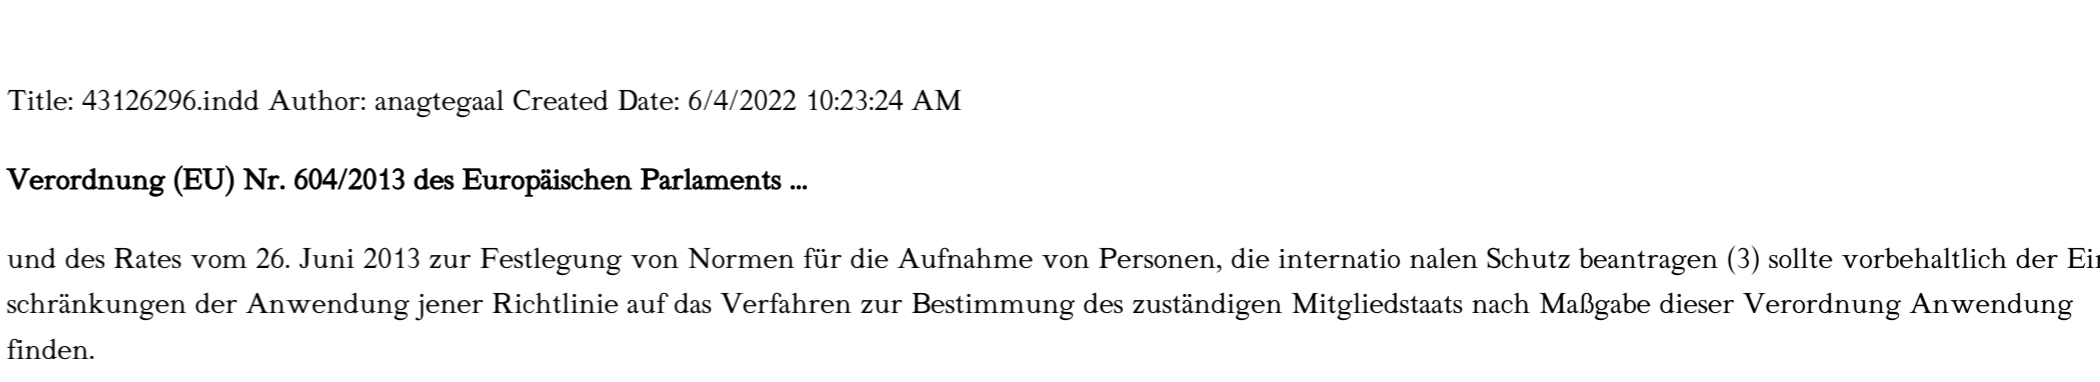 Title: 43126296.indd Author: anagtegaal Created Date: 6/4/2022 10:23:24 AM
Verordnung (EU) Nr. 604/2013 des Europäischen Parlaments ...
und des Rates vom 26. Juni 2013 zur Festlegung von Normen für die Aufnahme von Personen, die internatio nalen Schutz beantragen (3) sollte vorbehaltlich der
schränkungen der Anwendung jener Richtlinie auf das Verfahren zur Bestimmung des zuständigen Mitgliedstaats nach Maßgabe dieser Verordnung Anwendung
finden.